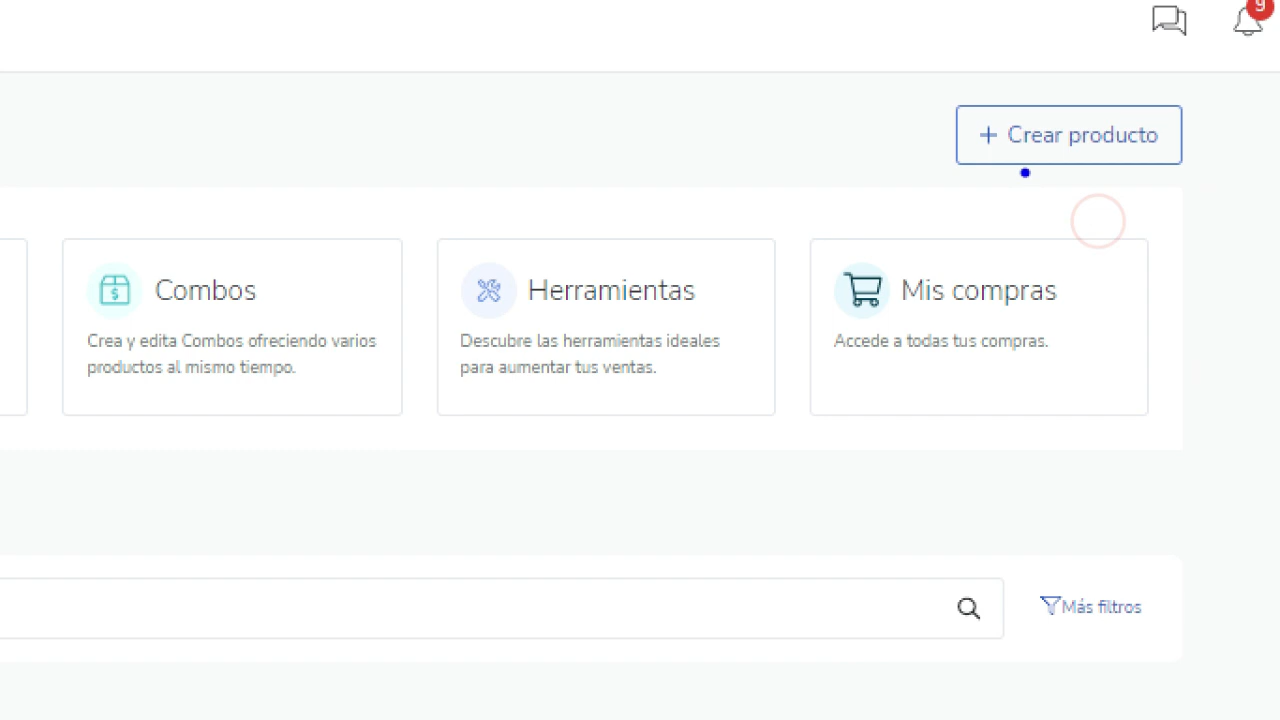 9
+ Crear producto
Combos
Crea y edita Combos ofreciendo varios
productos al mismo tiempo.
Herramientas
Descubre las herramientas ideales
para aumentar tus ventas.
Mis compras
Accede a todas tus compras.
Más filtros